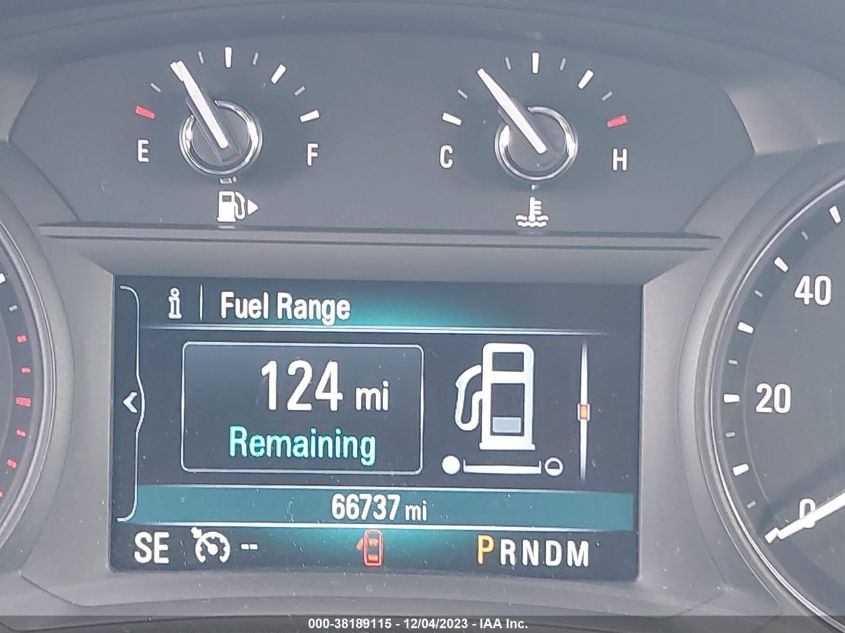 E F
C H
40
i Fuel Range
124 mi
Remaining
20
66737 mi
0
SE -- PRNDM
000-38189115 - 12/04/2023 - IAA Inc.